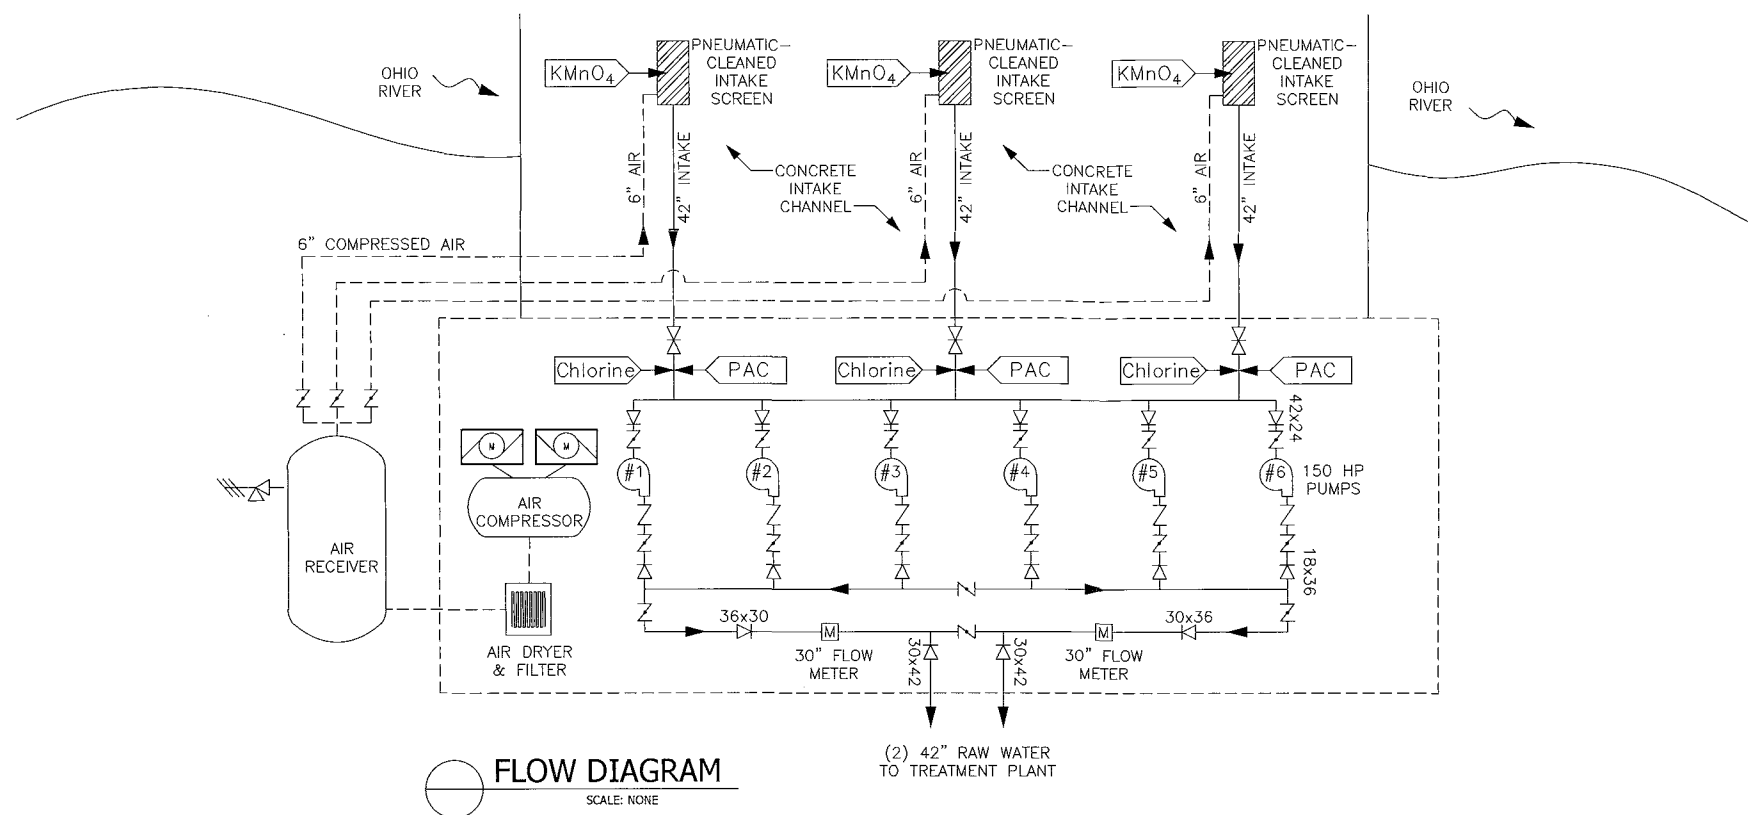 PNEUMATIC-
CLEANED
INTAKE
SCREEN
PNEUMATIC-
CLEANED
INTAKE
SCREEN
PNEUMATIC-
CLEANED
INTAKE
SCREEN
OHIO
RIVER
KMnO4
KMnO4
KMnO4
OHIO
RIVER
6" AIR
42" INTAKE
CONCRETE
INTAKE
CHANNEL
6" AIR
42" INTAKE
CONCRETE
INTAKE
CHANNEL
6" AIR
42" INTAKE
6" COMPRESSED AIR
Chlorine
PAC
Chlorine
PAC
Chlorine
PAC
42x24
M
M
#1
#2
#3
#4
#5
#6
150 HP
PUMPS
AIR
COMPRESSOR
AIR
RECEIVER
18x36
36x30
30x36
M
M
AIR DRYER
& FILTER
30" FLOW
METER
30x42
30x42
30" FLOW
METER
(2) 42" RAW WATER
TO TREATMENT PLANT
FLOW DIAGRAM
SCALE: NONE